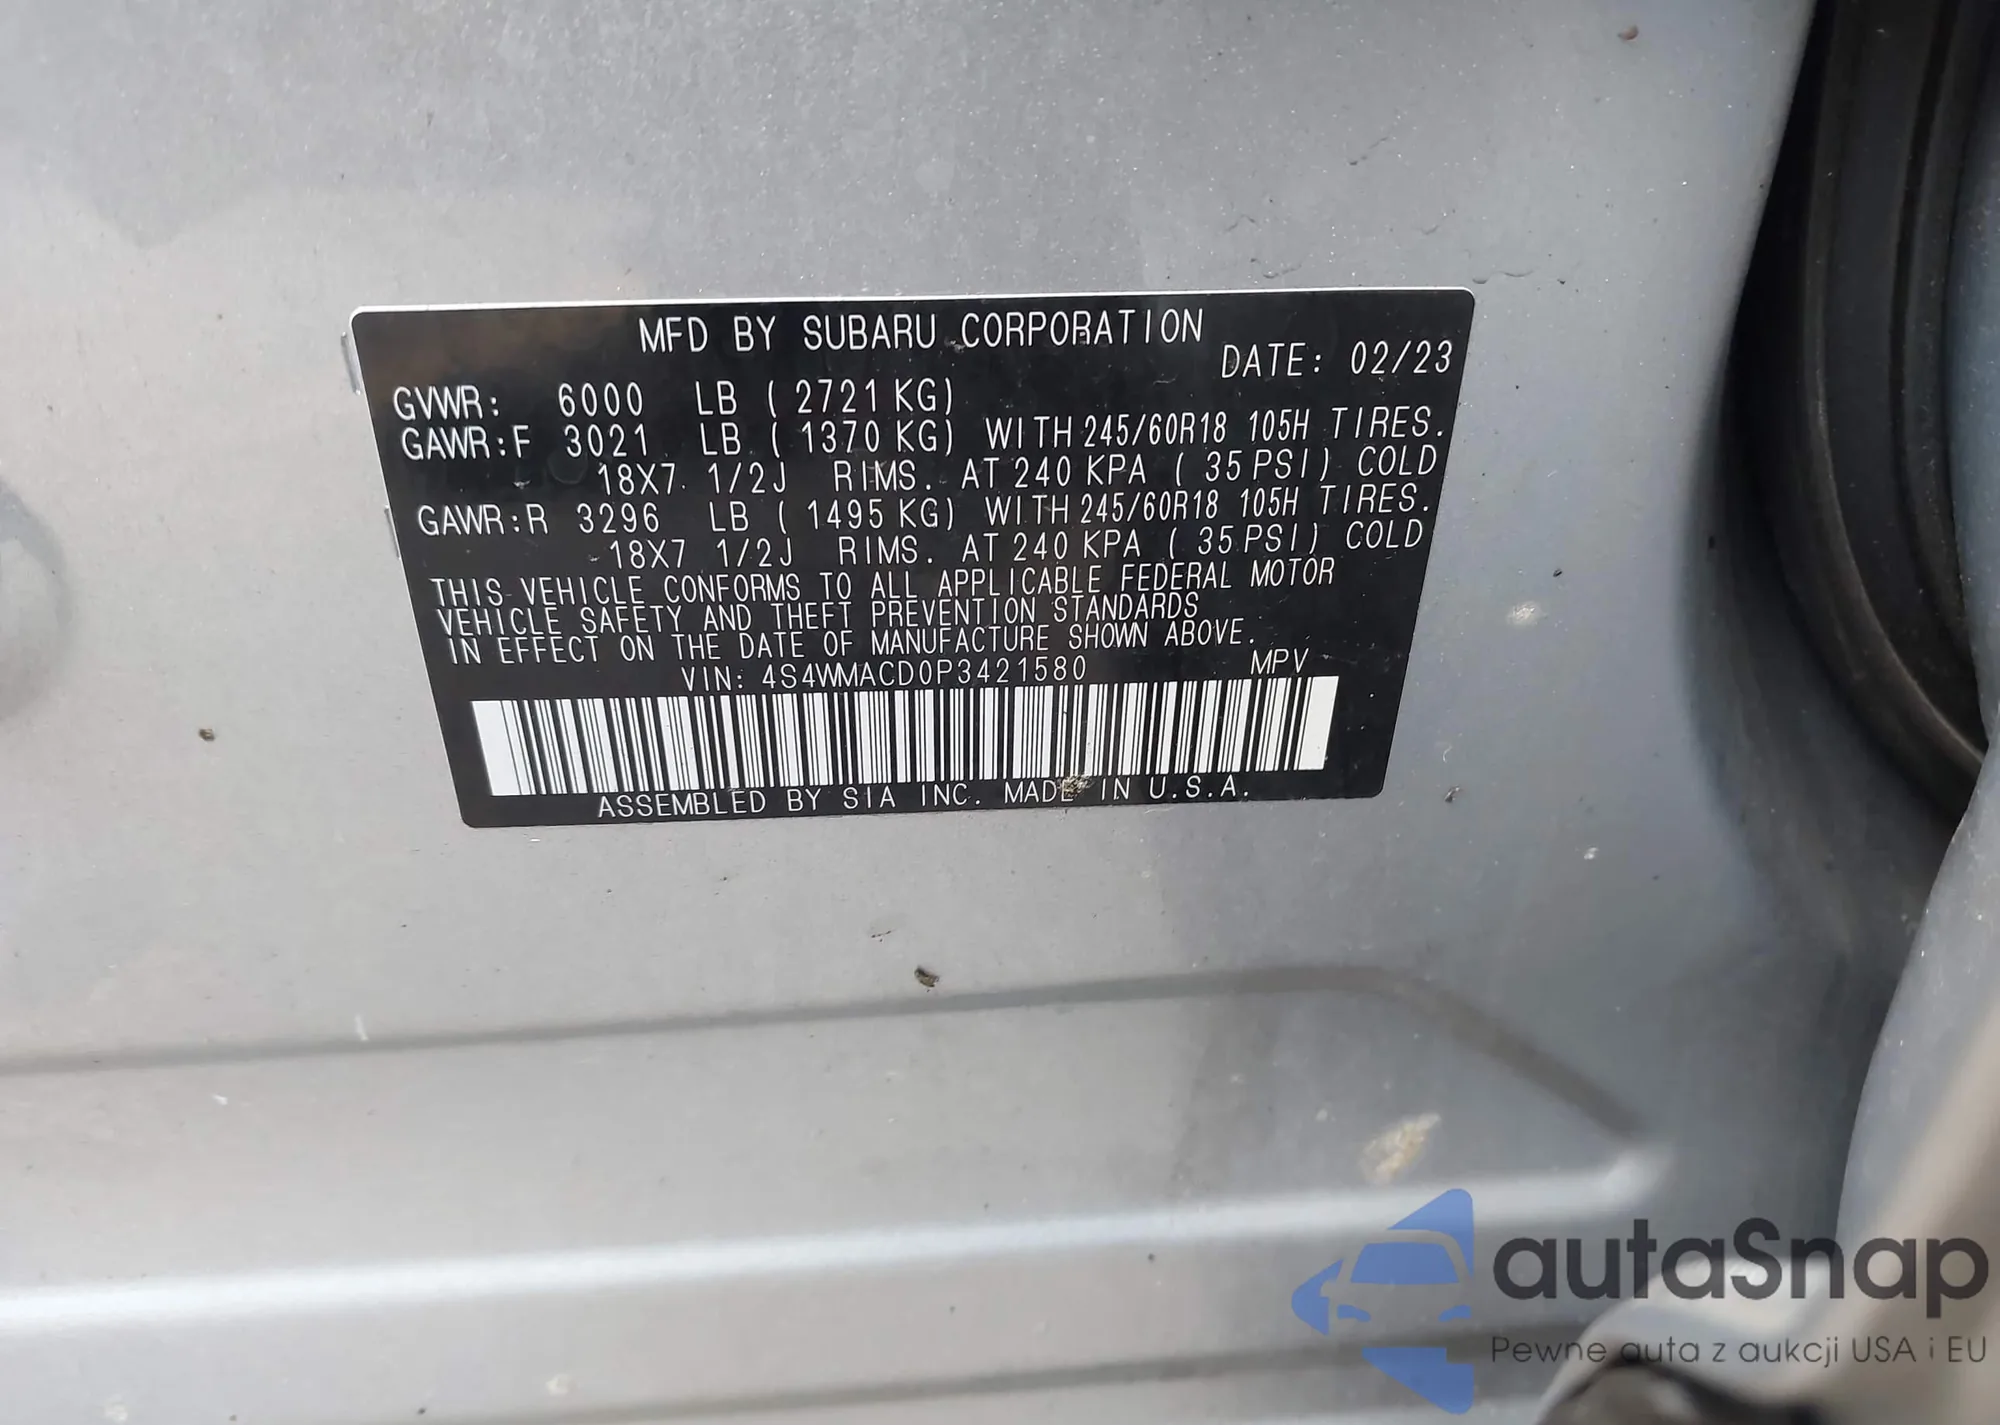 MFD BY SUBARU CORPORATION
DATE: 02/23
GVWR: 6000 LB ( 2721 KG)
GAWR:F 3021 LB ( 1370 KG) WITH 245/60R18 105H TIRES.
18X7 1/2J RIMS. AT 240 KPA ( 35 PSI) COLD
GAWR:R 3296 LB ( 1495 KG) WITH 245/60R18 105H TIRES.
18X7 1/2J RIMS. AT 240 KPA ( 35 PSI) COLD
THIS VEHICLE CONFORMS TO ALL APPLICABLE FEDERAL MOTOR
VEHICLE SAFETY AND THEFT PREVENTION STANDARDS
IN EFFECT ON THE DATE OF MANUFACTURE SHOWN ABOVE.
VIN: 4S4WMACD0P3421580 MPV
ASSEMBLED BY SIA INC. MADE IN U.S.A.
autaSnap
Pewne auta z aukcji USA i EU